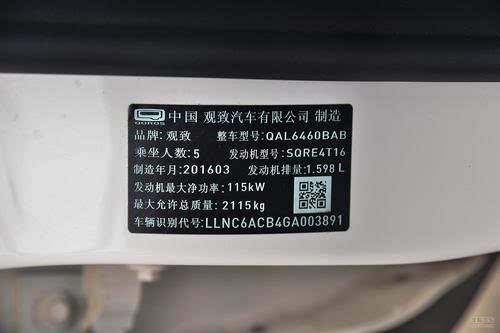 QOROS 中国 观致汽车有限公司 制造
品牌: 观致 整车型号: QAL6460BAB
乘坐人数: 5 发动机型号: SQRE4T16
制造年月: 201603 发动机排量: 1.598 L
发动机最大净功率: 115kW
最大允许总质量: 2115kg
车辆识别代号: LLNC6ACB4GA003891